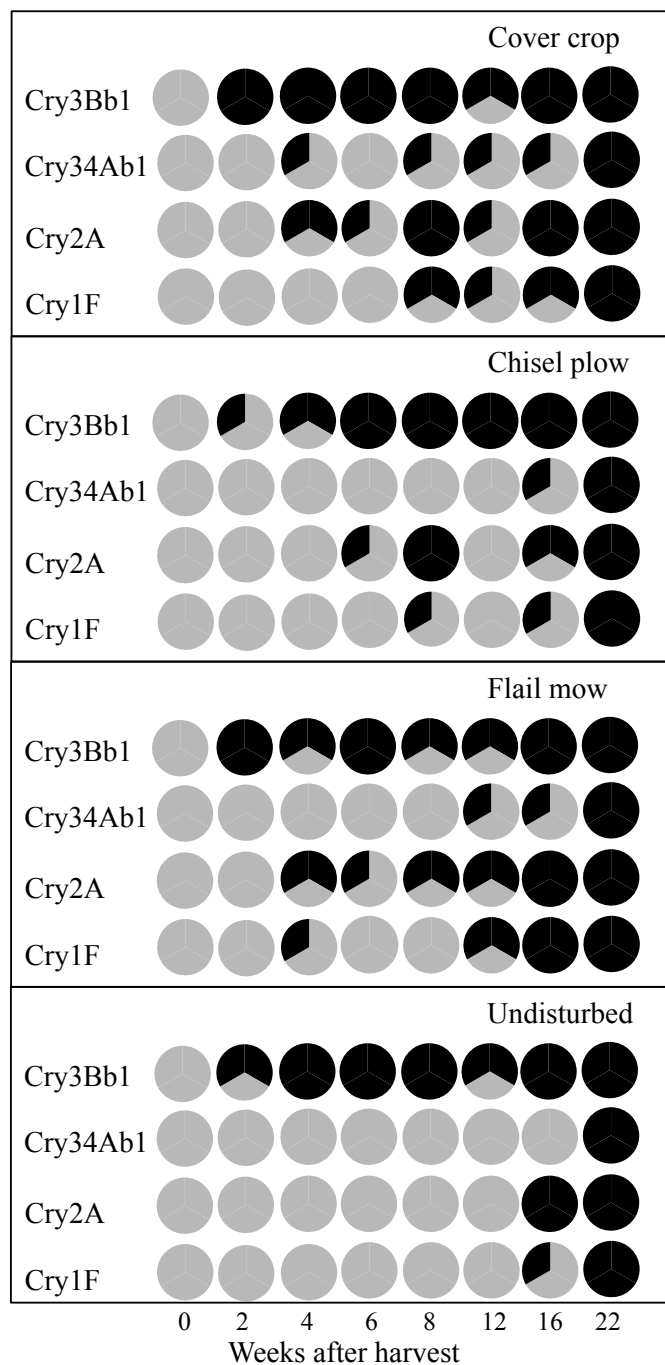 Cover crop
Cry3Bb1
Cry34Ab1
Cry2A
Cry1F
Chisel plow
Cry3Bb1
Cry34Ab1
Cry2A
Cry1F
Flail mow
Cry3Bb1
Cry34Ab1
Cry2A
Cry1F
Undisturbed
Cry3Bb1
Cry34Ab1
Cry2A
Cry1F
0 2 4 6 8 12 16 22
Weeks after harvest